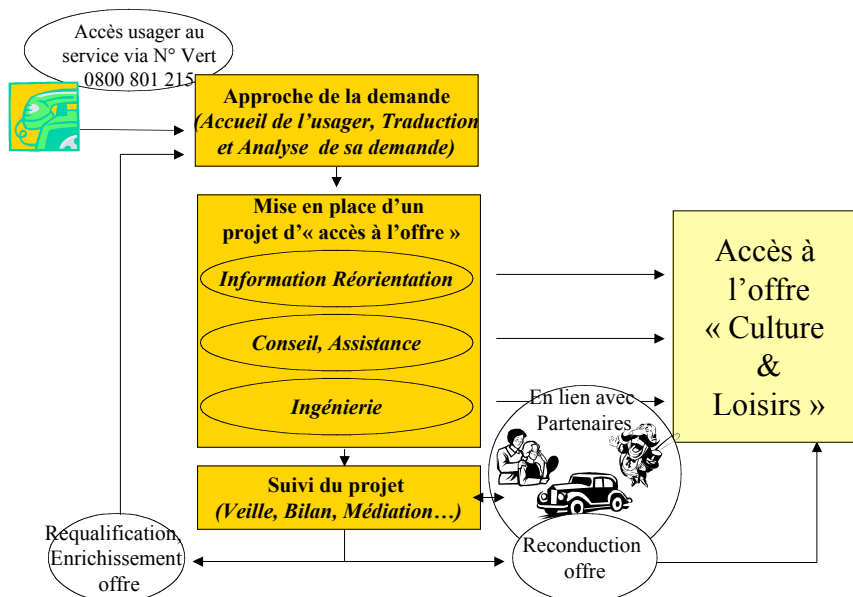 Accès usager au
service via N° Vert
0800 801 215
Approche de la demande
(Accueil de l'usager, Traduction
et Analyse de sa demande)
Mise en place d'un
projet d'« accès à l'offre »
Information Réorientation
Conseil, Assistance
Ingénierie
Accès à
l'offre
« Culture
&
Loisirs »
En lien avec
Partenaires
Suivi du projet
(Veille, Bilan, Médiation…)
Requalification,
Enrichissement
offre
Reconduction
offre